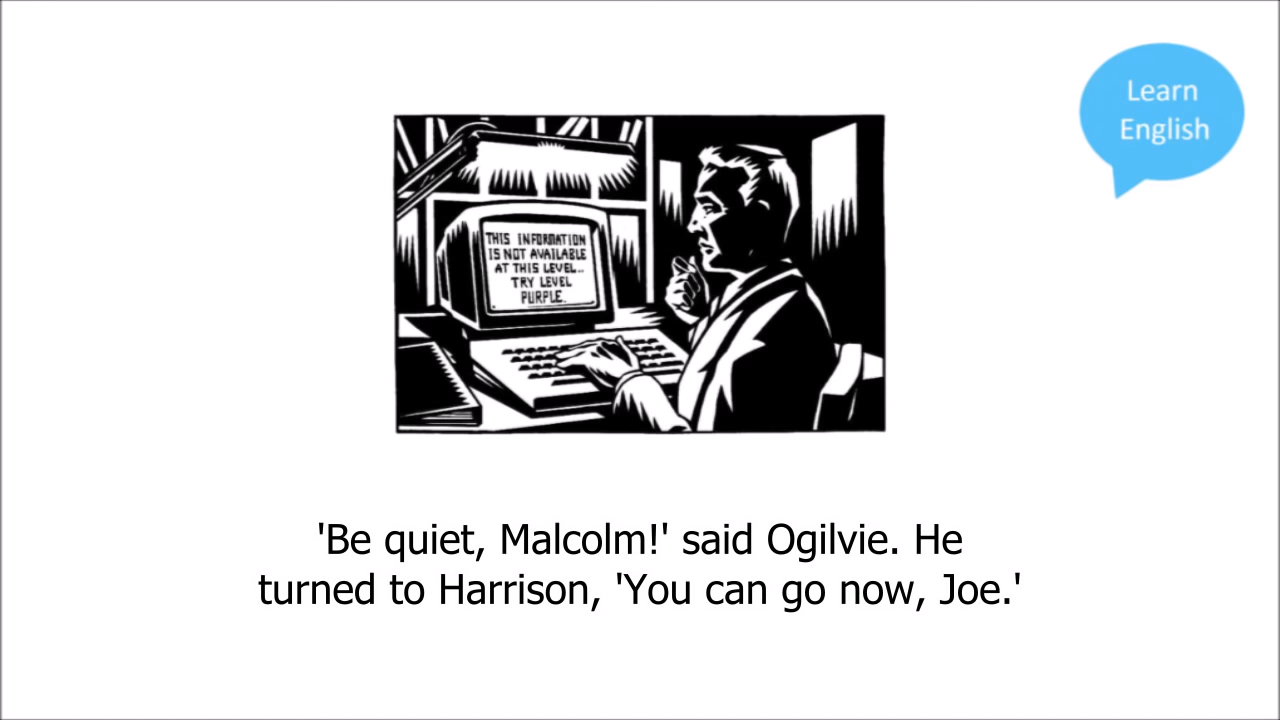 Learn
English
THIS INFORMATION
IS NOT AVAILABLE
AT THIS LEVEL..
TRY LEVEL
PURPLE.
'Be quiet, Malcolm!' said Ogilvie. He
turned to Harrison, 'You can go now, Joe.'